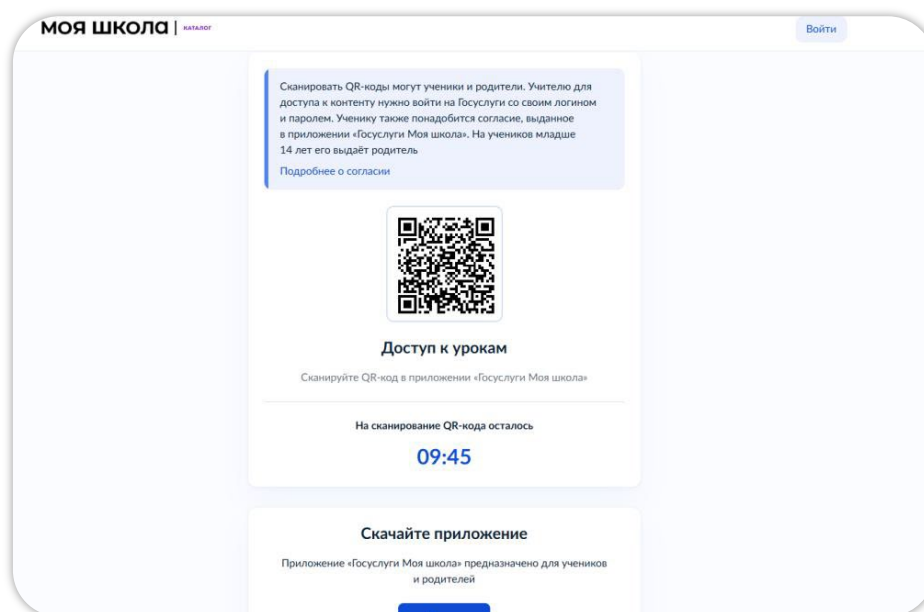 МОЯ ШКОЛА | КАТАЛОГ
Войти
Сканировать QR-коды могут ученики и родители. Учителю для
доступа к контенту нужно войти на Госуслуги со своим логином
и паролем. Ученику также понадобится согласие, выданное
в приложении «Госуслуги Моя школа». На учеников младше
14 лет его выдаёт родитель
Подробнее о согласии
Доступ к урокам
Сканируйте QR-код в приложении «Госуслуги Моя школа»
На сканирование QR-кода осталось
09:45
Скачайте приложение
Приложение «Госуслуги Моя школа» предназначено для учеников
и родителей